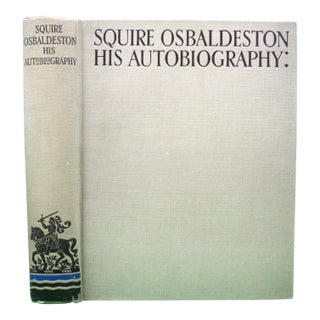 SQUIRE
OSBALDESTON
HIS
AUTOBIOGRAPHY
SQUIRE OSBALDESTON
HIS AUTOBIOGRAPHY: